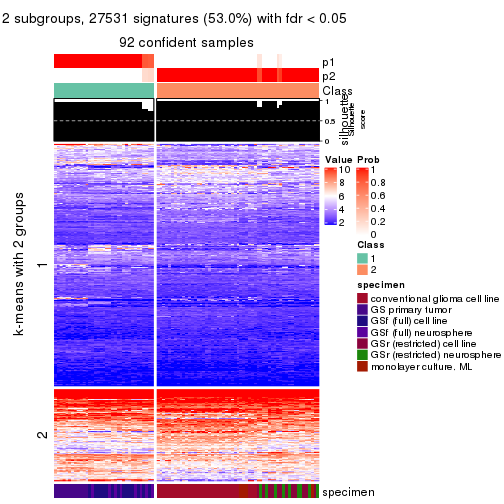 2 subgroups, 27531 signatures (53.0%) with fdr < 0.05
92 confident samples
p1
p2
Class
silhouette
Silhouette
score
1
0.5
0
k-means with 2 groups
1
2
Value
10
8
6
4
2
Prob
1
0.8
0.6
0.4
0.2
0
Class
1
2
specimen
conventional glioma cell line
GS primary tumor
GSf (full) cell line
GSf (full) neurosphere
GSr (restricted) cell line
GSr (restricted) neurosphere
monolayer culture. ML
specimen